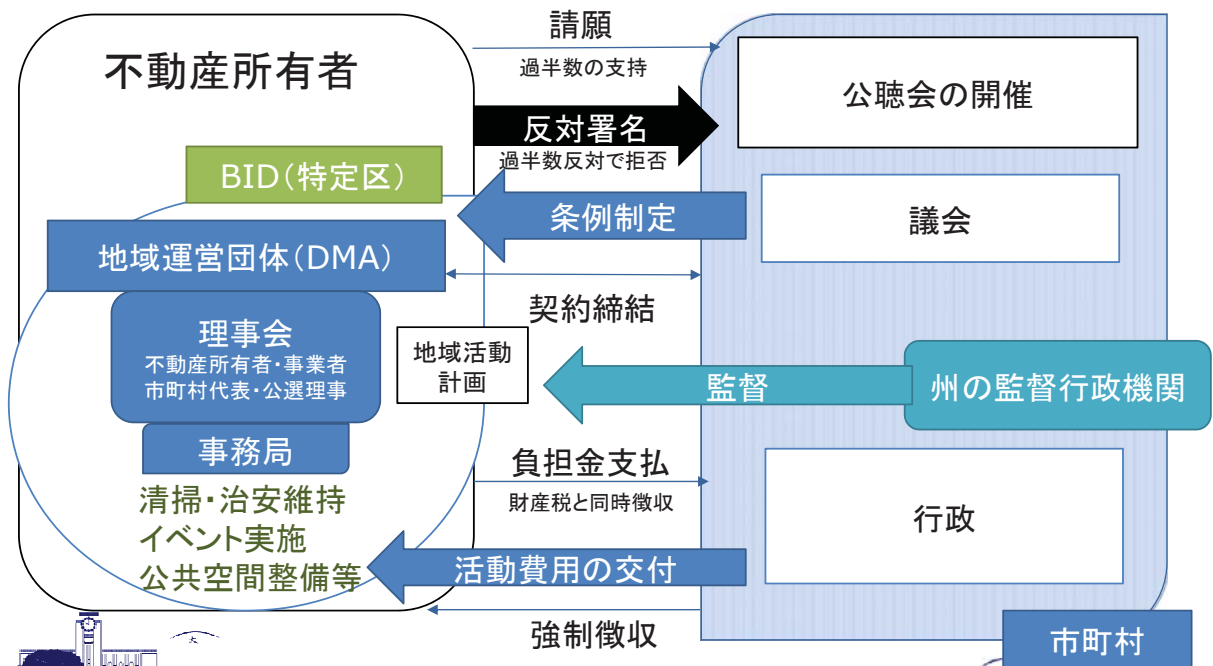 請願
過半数の支持
不動産所有者
公聴会の開催
反対署名
過半数反対で拒否
BID（特定区）
条例制定
議会
地域運営団体（DMA）
契約締結
理事会
不動産所有者・事業者
市町村代表・公選理事
地域活動
計画
監督
州の監督行政機関
事務局
負担金支払
財産税と同時徴収
清掃・治安維持
イベント実施
公共空間整備等
行政
活動費用の交付
強制徴収
市町村
大